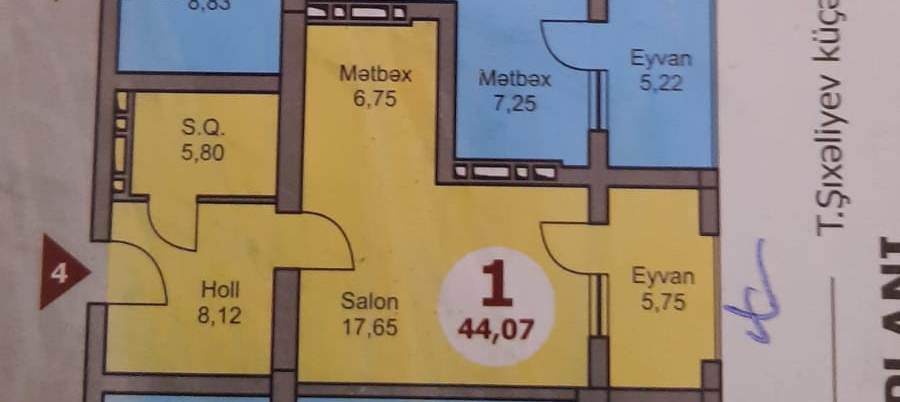 8,83
Mətbəx
6,75
Mətbəx
7,25
Eyvan
5,22
S.Q.
5,80
4
Holl
8,12
Salon
17,65
1
44,07
Eyvan
5,75
T.Şıxəliyev küçə
PLANI